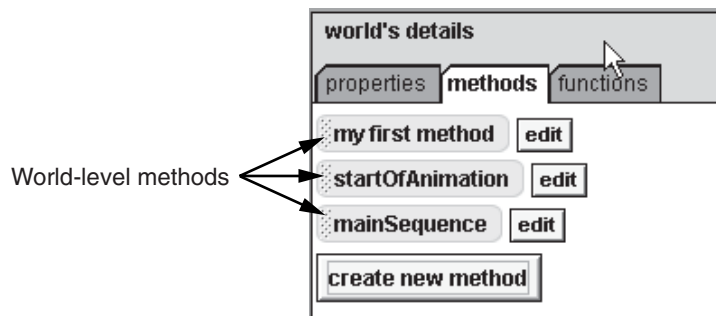 world's details
properties methods functions
my first method edit
World-level methods startOfAnimation edit
mainSequence edit
create new method